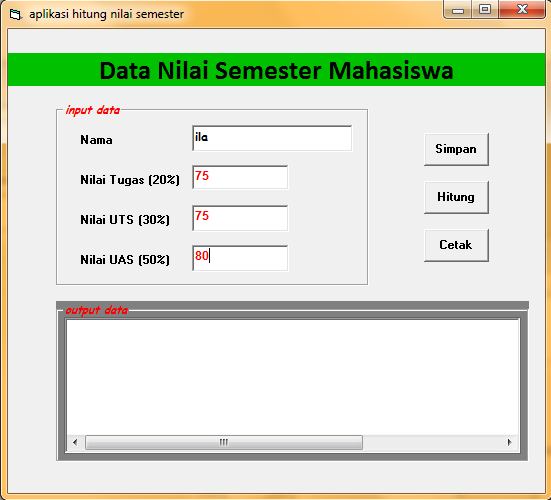 aplikasi hitung nilai semester
Data Nilai Semester Mahasiswa
input data
Nama ila
Nilai Tugas (20%) 75
Nilai UTS (30%) 75
Nilai UAS (50%) 80
Simpan
Hitung
Cetak
output data